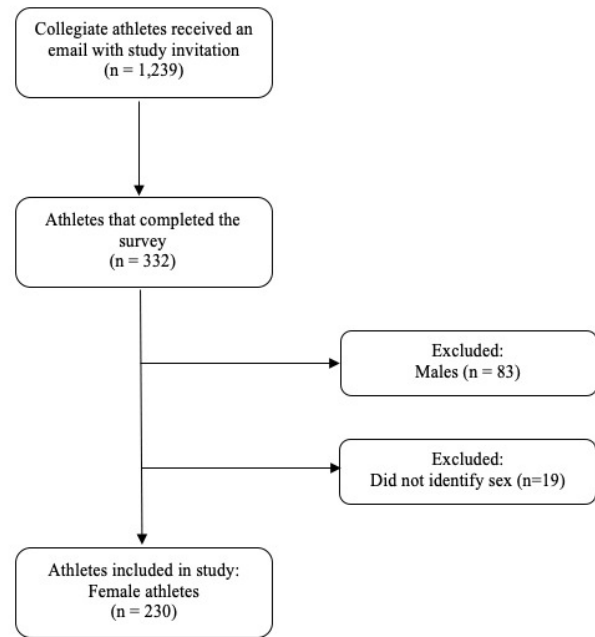 Collegiate athletes received an
email with study invitation
(n = 1,239)
Athletes that completed the
survey
(n = 332)
Excluded:
Males (n = 83)
Excluded:
Did not identify sex (n=19)
Athletes included in study:
Female athletes
(n = 230)